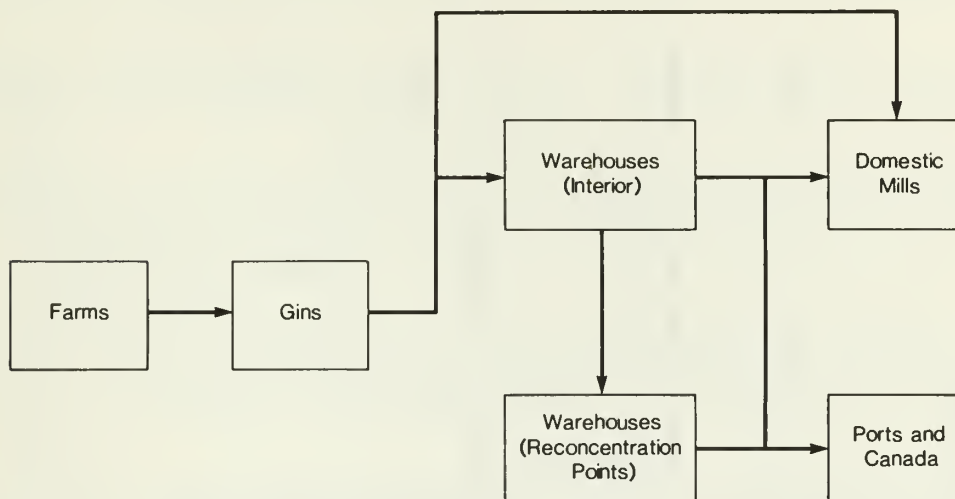 Warehouses
(Interior)
Domestic
Mills
Farms
Gins
Warehouses
(Reconcentration
Points)
Ports and
Canada